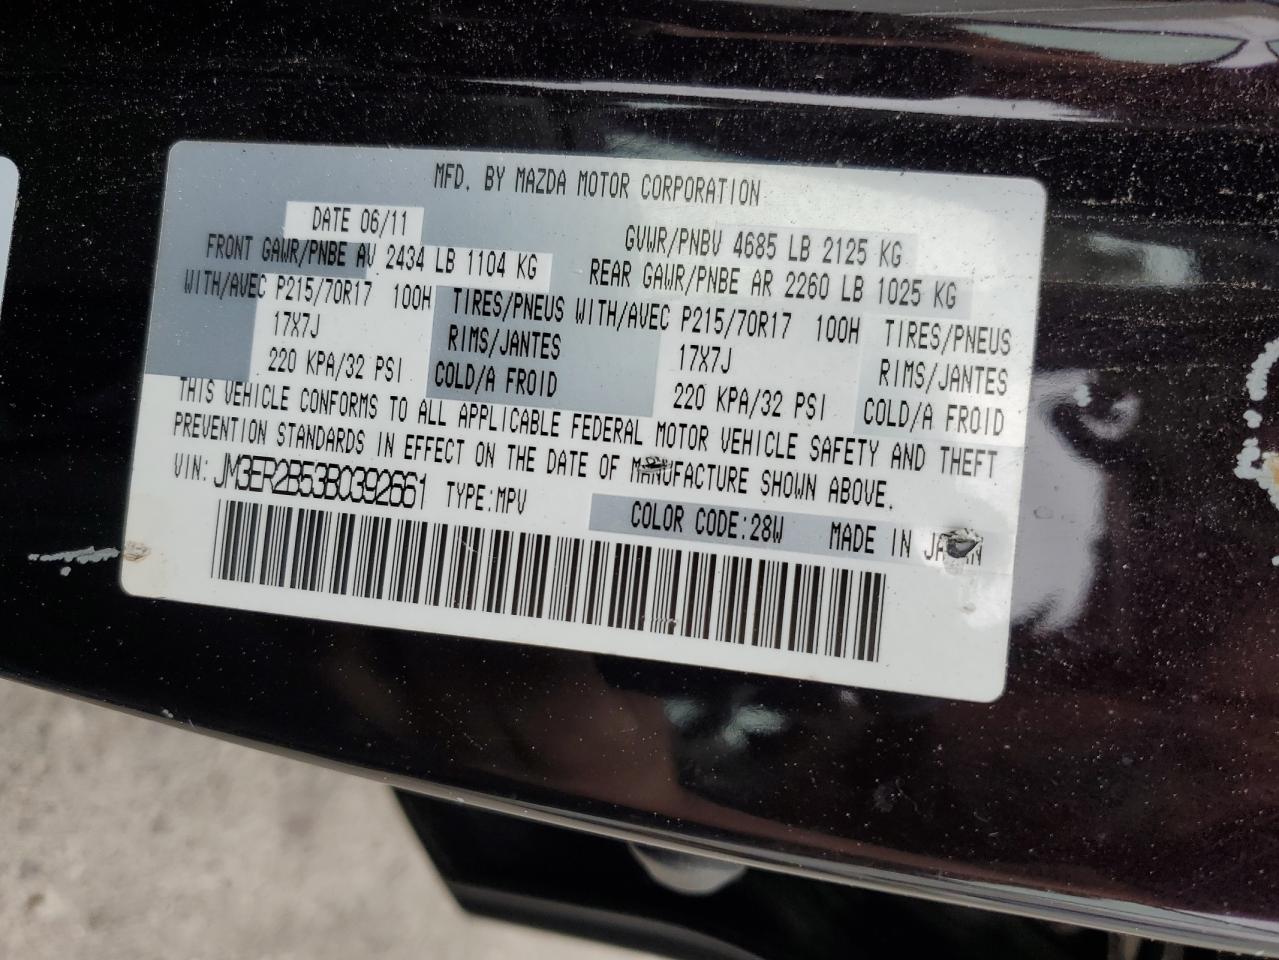 MFD. BY MAZDA MOTOR CORPORATION
DATE 06/11
GVWR/PNBV 4685 LB 2125 KG
FRONT GAWR/PNBE AV 2434 LB 1104 KG
REAR GAWR/PNBE AR 2260 LB 1025 KG
WITH/AVEC P215/70R17 100H TIRES/PNEUS WITH/AVEC P215/70R17 100H TIRES/PNEUS
17X7J RIMS/JANTES 17X7J RIMS/JANTES
220 KPA/32 PSI COLD/A FROID 220 KPA/32 PSI COLD/A FROID
THIS VEHICLE CONFORMS TO ALL APPLICABLE FEDERAL MOTOR VEHICLE SAFETY AND THEFT
PREVENTION STANDARDS IN EFFECT ON THE DATE OF MANUFACTURE SHOWN ABOVE.
VIN: JM3ER2B53B0392661 TYPE:MPV COLOR CODE:28W MADE IN JAPAN